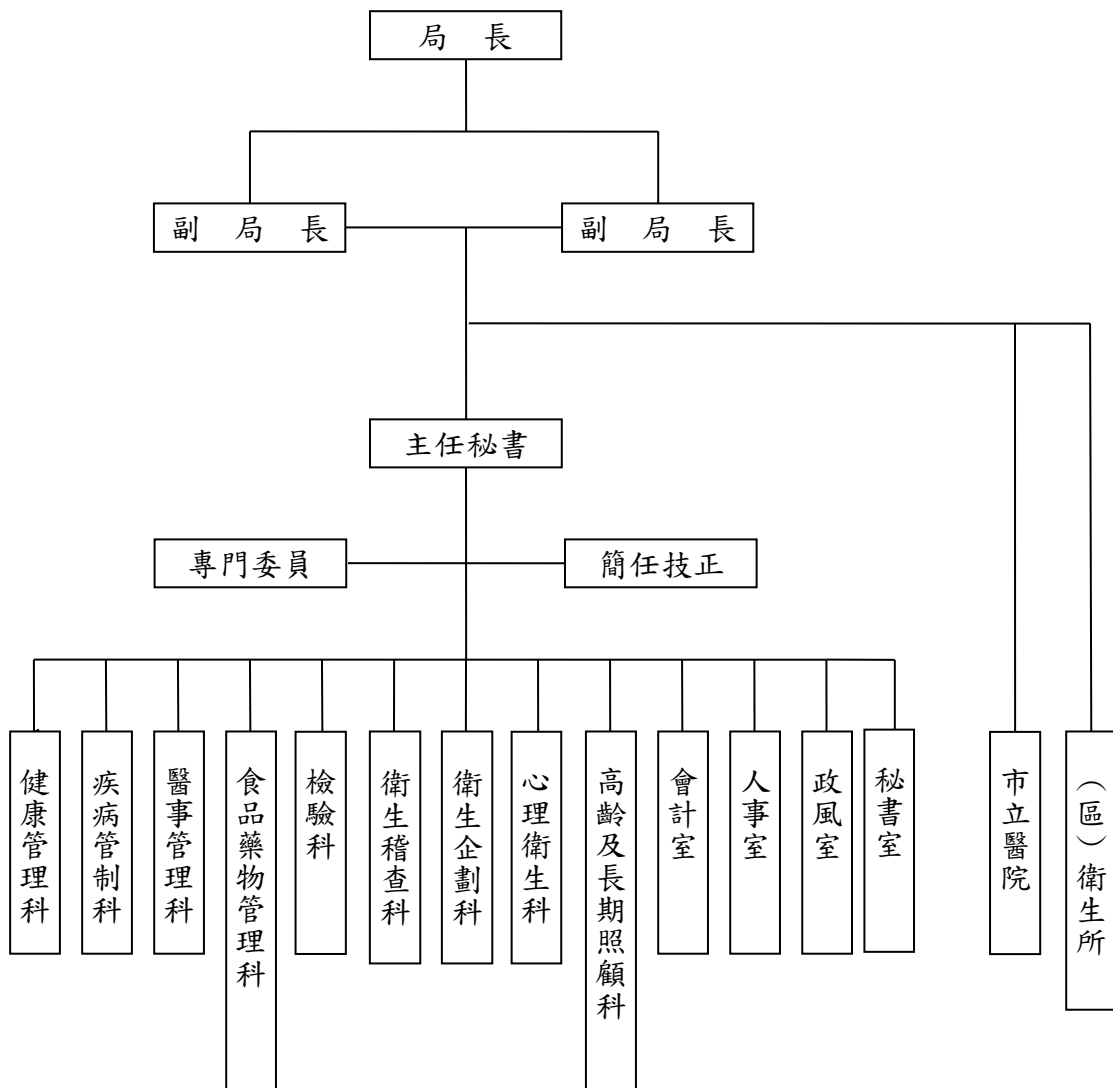 局 長
副 局 長
副 局 長
主任秘書
專門委員
簡任技正
健康管理科
疾病管制科
醫事管理科
食品藥物管理科
檢驗科
衛生稽查科
衛生企劃科
心理衛生科
高齡及長期照顧科
會計室
人事室
政風室
秘書室
市立醫院
（區）衛生所